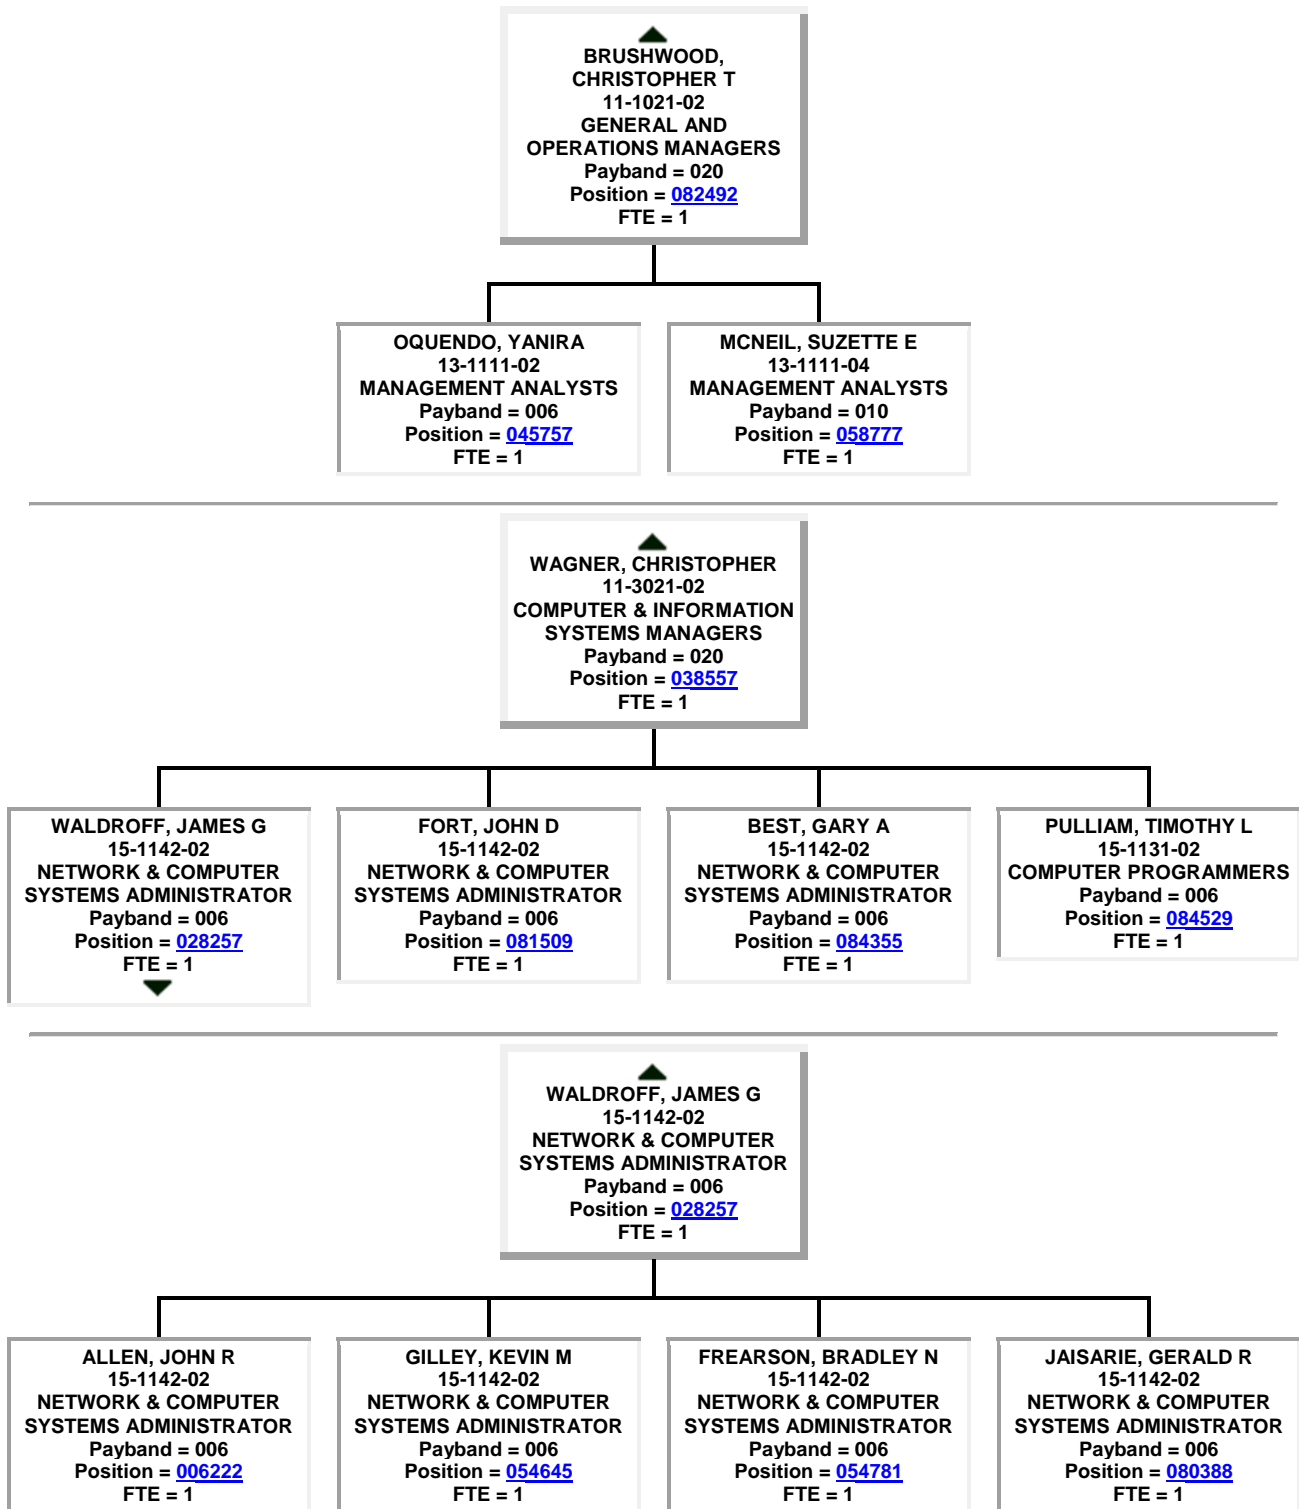 BRUSHWOOD,
CHRISTOPHER T
11-1021-02
GENERAL AND
OPERATIONS MANAGERS
Payband = 020
Position = 082492
FTE = 1
OQUENDO, YANIRA
13-1111-02
MANAGEMENT ANALYSTS
Payband = 006
Position = 045757
FTE = 1
MCNEIL, SUZETTE E
13-1111-04
MANAGEMENT ANALYSTS
Payband = 010
Position = 058777
FTE = 1
WAGNER, CHRISTOPHER
11-3021-02
COMPUTER & INFORMATION
SYSTEMS MANAGERS
Payband = 020
Position = 038557
FTE = 1
WALDROFF, JAMES G
15-1142-02
NETWORK & COMPUTER
SYSTEMS ADMINISTRATOR
Payband = 006
Position = 028257
FTE = 1
FORT, JOHN D
15-1142-02
NETWORK & COMPUTER
SYSTEMS ADMINISTRATOR
Payband = 006
Position = 081509
FTE = 1
BEST, GARY A
15-1142-02
NETWORK & COMPUTER
SYSTEMS ADMINISTRATOR
Payband = 006
Position = 084355
FTE = 1
PULLIAM, TIMOTHY L
15-1131-02
COMPUTER PROGRAMMERS
Payband = 006
Position = 084529
FTE = 1
WALDROFF, JAMES G
15-1142-02
NETWORK & COMPUTER
SYSTEMS ADMINISTRATOR
Payband = 006
Position = 028257
FTE = 1
ALLEN, JOHN R
15-1142-02
NETWORK & COMPUTER
SYSTEMS ADMINISTRATOR
Payband = 006
Position = 006222
FTE = 1
GILLEY, KEVIN M
15-1142-02
NETWORK & COMPUTER
SYSTEMS ADMINISTRATOR
Payband = 006
Position = 054645
FTE = 1
FREARSON, BRADLEY N
15-1142-02
NETWORK & COMPUTER
SYSTEMS ADMINISTRATOR
Payband = 006
Position = 054781
FTE = 1
JAISARIE, GERALD R
15-1142-02
NETWORK & COMPUTER
SYSTEMS ADMINISTRATOR
Payband = 006
Position = 080388
FTE = 1